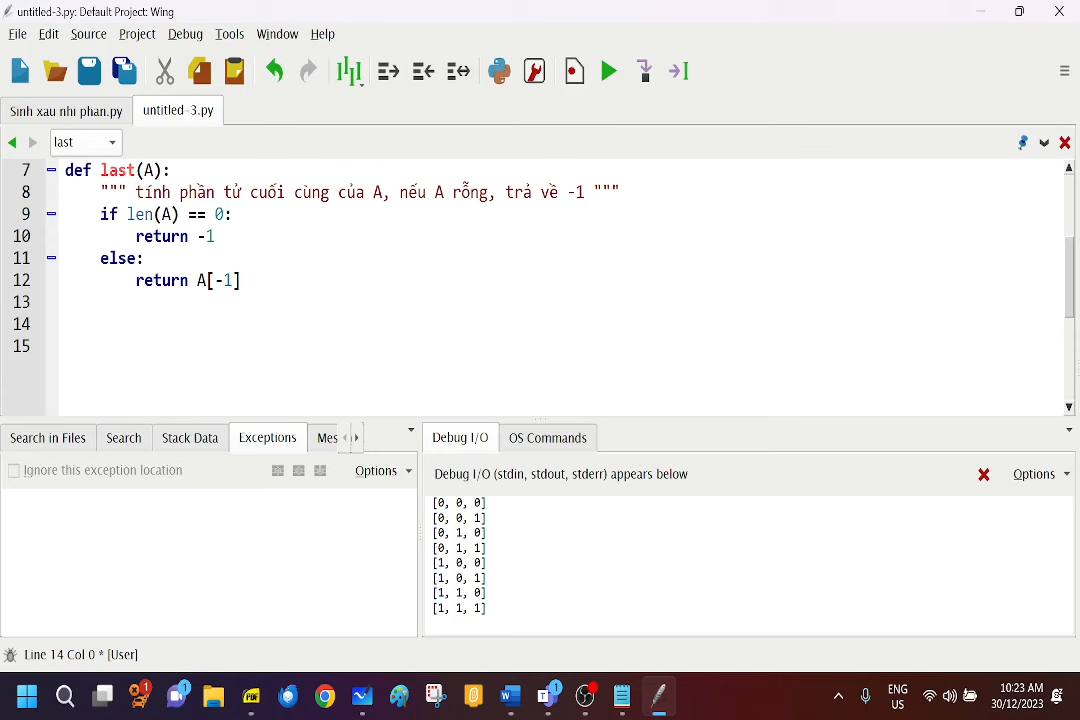 untitled-3.py: Default Project: Wing
File Edit Source Project Debug Tools Window Help
Sinh xau nhi phan.py untitled-3.py
last
7 def last(A):
8 """ tính phần tử cuối cùng của A, nếu A rỗng, trả về -1 """
9 if len(A) == 0:
10 return -1
11 else:
12 return A[-1]
13
14
15
Search in Files Search Stack Data Exceptions Mes Debug I/O OS Commands
Ignore this exception location Options Debug I/O (stdin, stdout, stderr) appears below Options
[0, 0, 0]
[0, 0, 1]
[0, 1, 0]
[0, 1, 1]
[1, 0, 0]
[1, 0, 1]
[1, 1, 0]
[1, 1, 1]
Line 14 Col 0 * [User]
1 1 PDF W T 1 ENG US 10:23 AM 30/12/2023